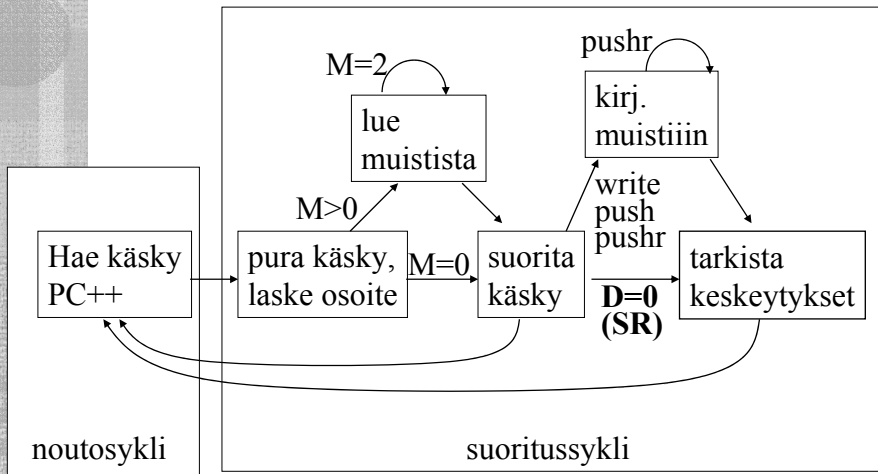 M=2
lue
muistista
pushr
kirj.
muistiiin
M>0
write
push
pushr
Hae käsky
PC++
pura käsky,
laske osoite
M=0
suorita
käsky
D=0
(SR)
tarkista
keskeytykset
noutosykli
suoritussykli